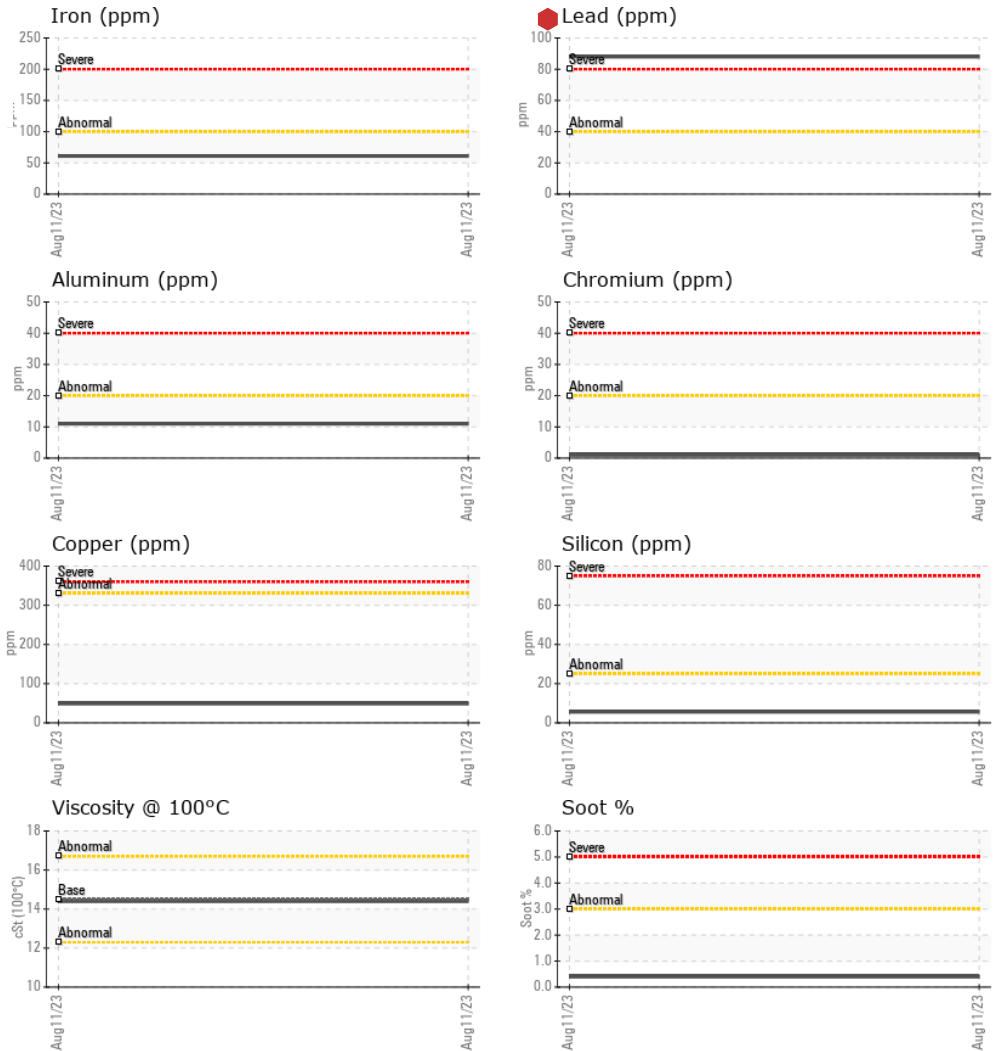 Iron (ppm)
250
200
150
100
50
0
Severe
Abnormal
Aug11/23
Aug11/23
Lead (ppm)
ppm
100
80
60
40
20
0
Severe
Abnormal
Aug11/23
Aug11/23
Aluminum (ppm)
ppm
50
40
30
20
10
0
Severe
Abnormal
Aug11/23
Aug11/23
Chromium (ppm)
ppm
50
40
30
20
10
0
Severe
Abnormal
Aug11/23
Aug11/23
Copper (ppm)
ppm
400
300
200
100
0
Severe
Abnormal
Aug11/23
Aug11/23
Silicon (ppm)
ppm
80
60
40
20
0
Severe
Abnormal
Aug11/23
Aug11/23
Viscosity @ 100°C
cSt (100°C)
18
16
14
12
10
Abnormal
Base
Abnormal
Aug11/23
Aug11/23
Soot %
Soot %
6.0
5.0
4.0
3.0
2.0
1.0
0.0
Severe
Abnormal
Aug11/23
Aug11/23